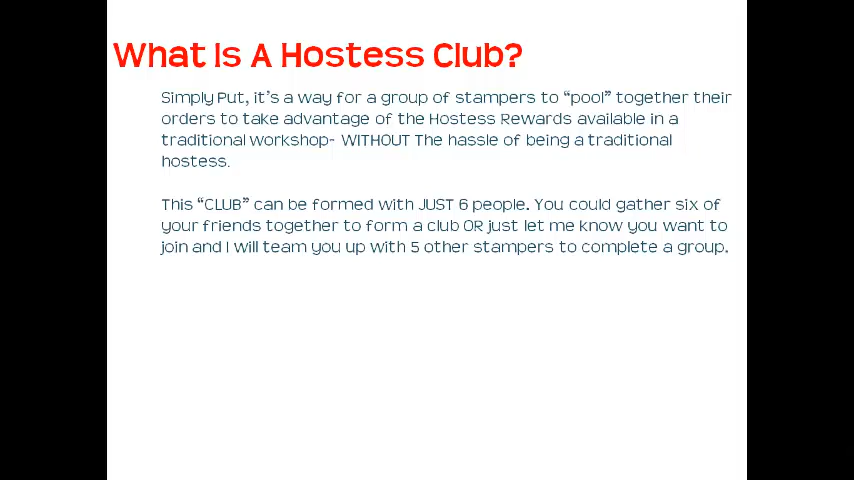 What Is A Hostess Club?
Simply Put, it's a way for a group of stampers to “pool” together their
orders to take advantage of the Hostess Rewards available in a
traditional workshop- WITHOUT The hassle of being a traditional
hostess.
This “CLUB” can be formed with JUST 6 people. You could gather six of
your friends together to form a club OR just let me know you want to
join and I will team you up with 5 other stampers to complete a group.